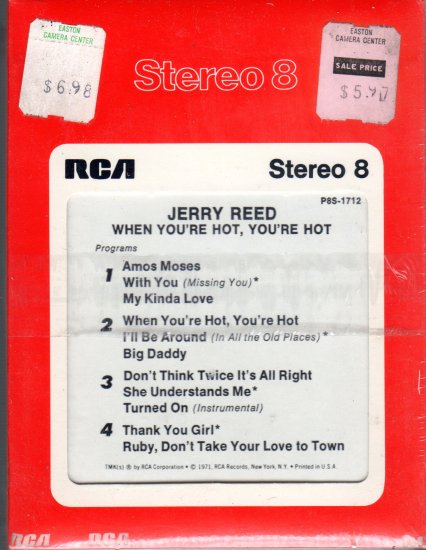 EASTON
CAMERA CENTER
$6.98
EASTON
CAMERA CENTER
SALE PRICE
Stereo 8
RCA
Stereo 8
P8S-1712
JERRY REED
WHEN YOU'RE HOT, YOU'RE HOT
Programs
1 Amos Moses
With You (Missing You)*
My Kinda Love
2 When You're Hot, You're Hot
I'll Be Around (In All the Old Places)*
Big Daddy
3 Don't Think Twice It's All Right
She Understands Me*
Turned On (Instrumental)
4 Thank You Girl*
Ruby, Don't Take Your Love to Town
TMK(s) ® by RCA Corporation • © 1971, RCA Records, New York, N.Y. • Printed in U.S.A.
RCA RCA